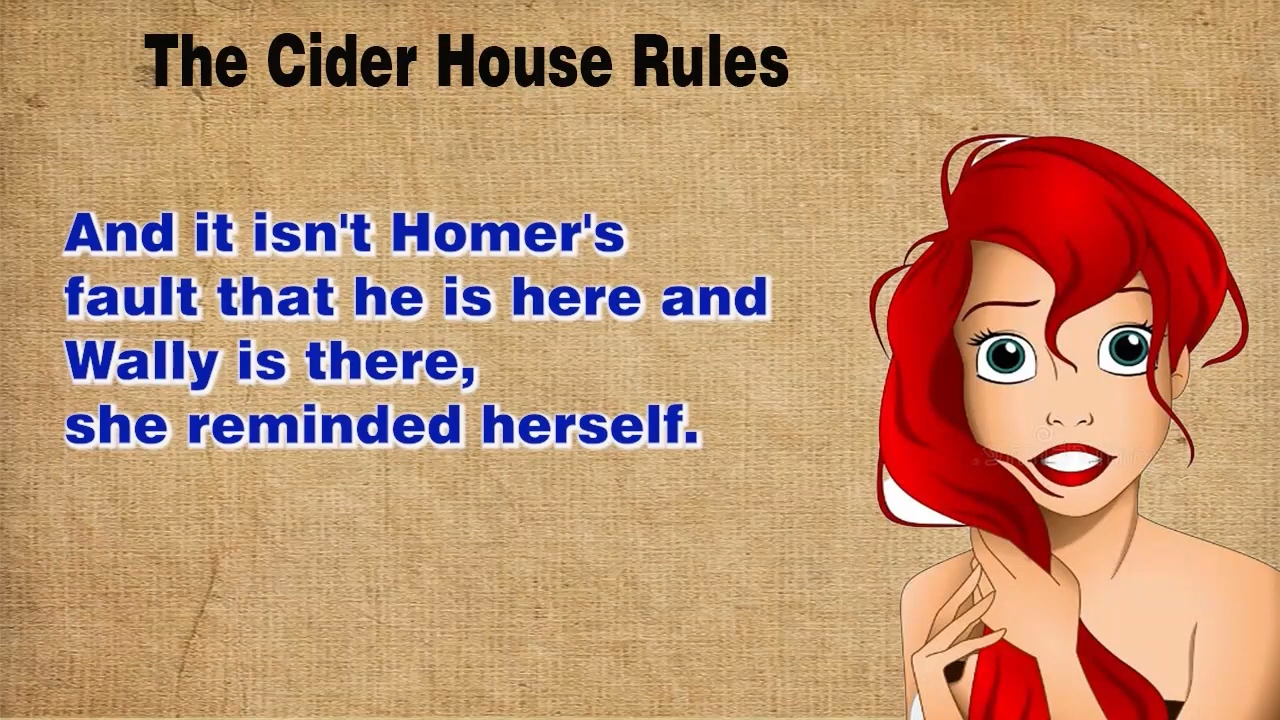 The Cider House Rules
And it isn't Homer's
fault that he is here and
Wally is there,
she reminded herself.